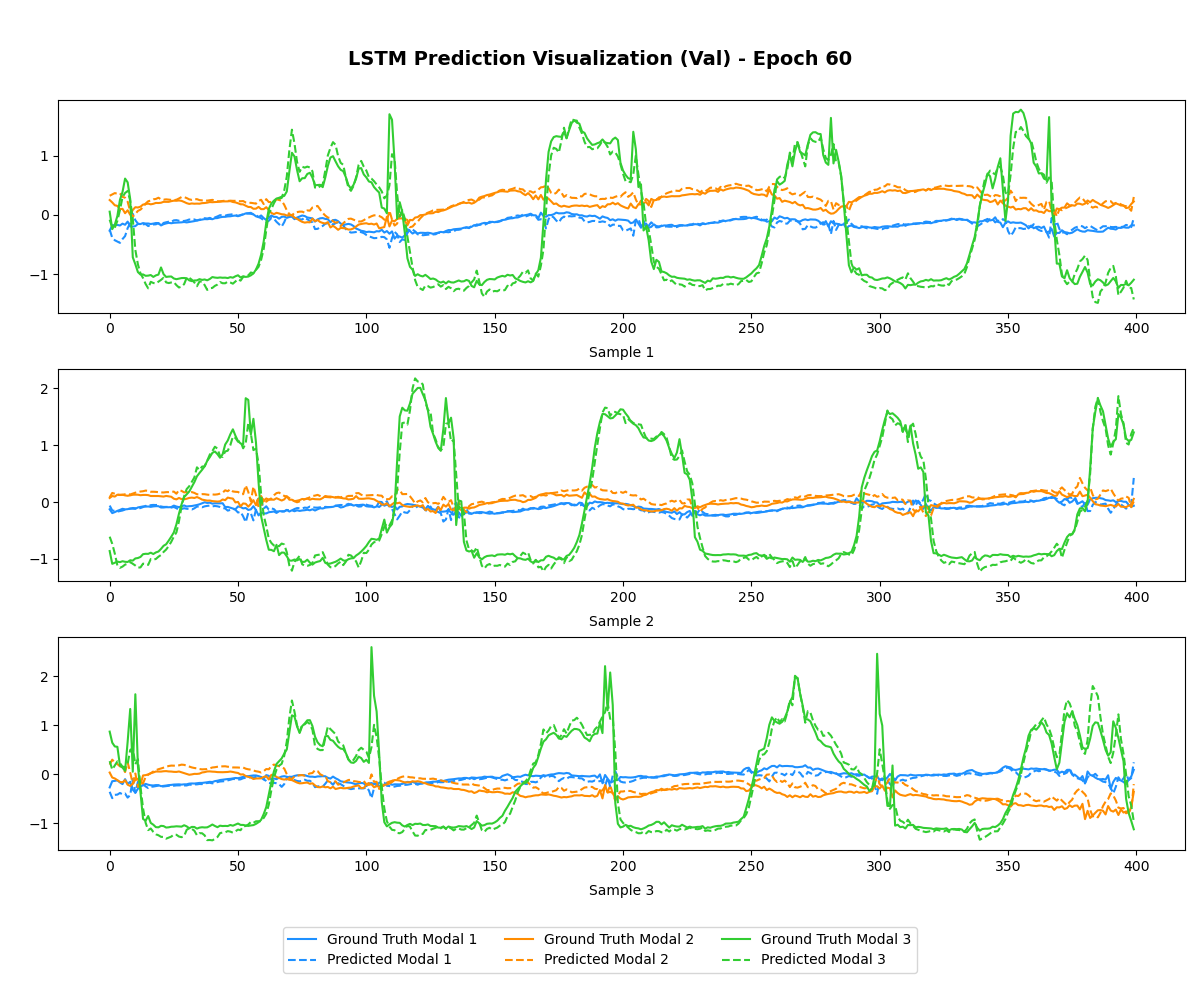 LSTM Prediction Visualization (Val) - Epoch 60
1
0
−1
0 50 100 150 200 250 300 350 400
Sample 1
2
1
0
−1
0 50 100 150 200 250 300 350 400
Sample 2
2
1
0
−1
0 50 100 150 200 250 300 350 400
Sample 3
Ground Truth Modal 1 Ground Truth Modal 2 Ground Truth Modal 3
Predicted Modal 1 Predicted Modal 2 Predicted Modal 3